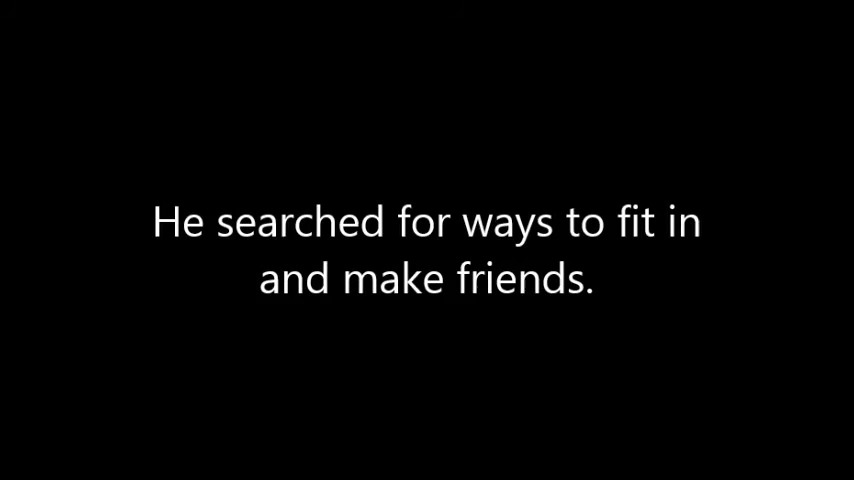 He searched for ways to fit in
and make friends.